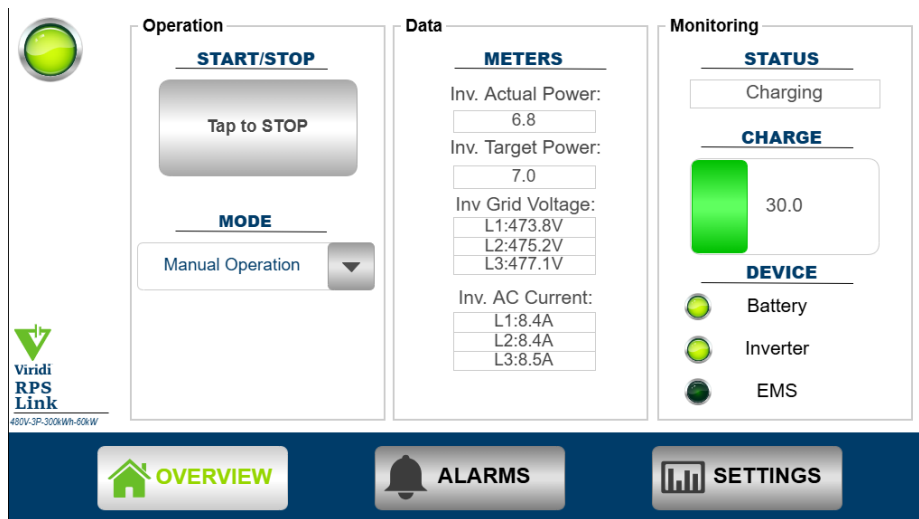 Operation
START/STOP
Tap to STOP
MODE
Manual Operation
Data
METERS
Inv. Actual Power:
6.8
Inv. Target Power:
7.0
Inv Grid Voltage:
L1:473.8V
L2:475.2V
L3:477.1V
Inv. AC Current:
L1:8.4A
L2:8.4A
L3:8.5A
Monitoring
STATUS
Charging
CHARGE
30.0
DEVICE
Battery
Inverter
EMS
Viridi
RPS
Link
480V-3P-300kWh-60kW
OVERVIEW
ALARMS
SETTINGS